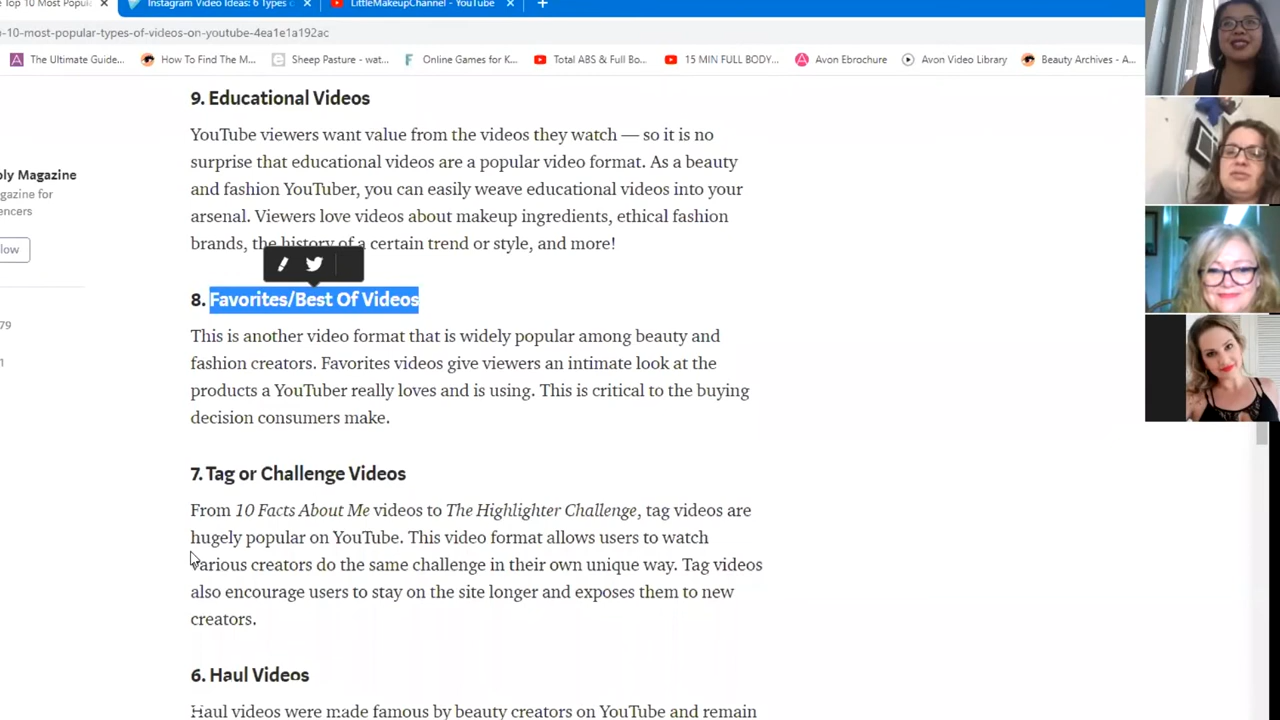 Top 10 Most Popul
Instagram Video Ideas: 6 Types
LittleMakeupChannel - YouTube
-10-most-popular-types-of-videos-on-youtube-4ea1e1a192ac
The Ultimate Guide...
How To Find The M...
Sheep Pasture - wat...
Online Games for K...
Total ABS & Full Bo...
15 MIN FULL BODY...
Avon Ebrochure
Avon Video Library
Beauty Archives - A...
9. Educational Videos
YouTube viewers want value from the videos they watch — so it is no
surprise that educational videos are a popular video format. As a beauty
and fashion YouTuber, you can easily weave educational videos into your
arsenal. Viewers love videos about makeup ingredients, ethical fashion
brands, the history of a certain trend or style, and more!
ply Magazine
gazine for
encers
low
8. Favorites/Best Of Videos
This is another video format that is widely popular among beauty and
fashion creators. Favorites videos give viewers an intimate look at the
products a YouTuber really loves and is using. This is critical to the buying
decision consumers make.
79
1
7. Tag or Challenge Videos
From 10 Facts About Me videos to The Highlighter Challenge, tag videos are
hugely popular on YouTube. This video format allows users to watch
various creators do the same challenge in their own unique way. Tag videos
also encourage users to stay on the site longer and exposes them to new
creators.
6. Haul Videos
Haul videos were made famous by beauty creators on YouTube and remain